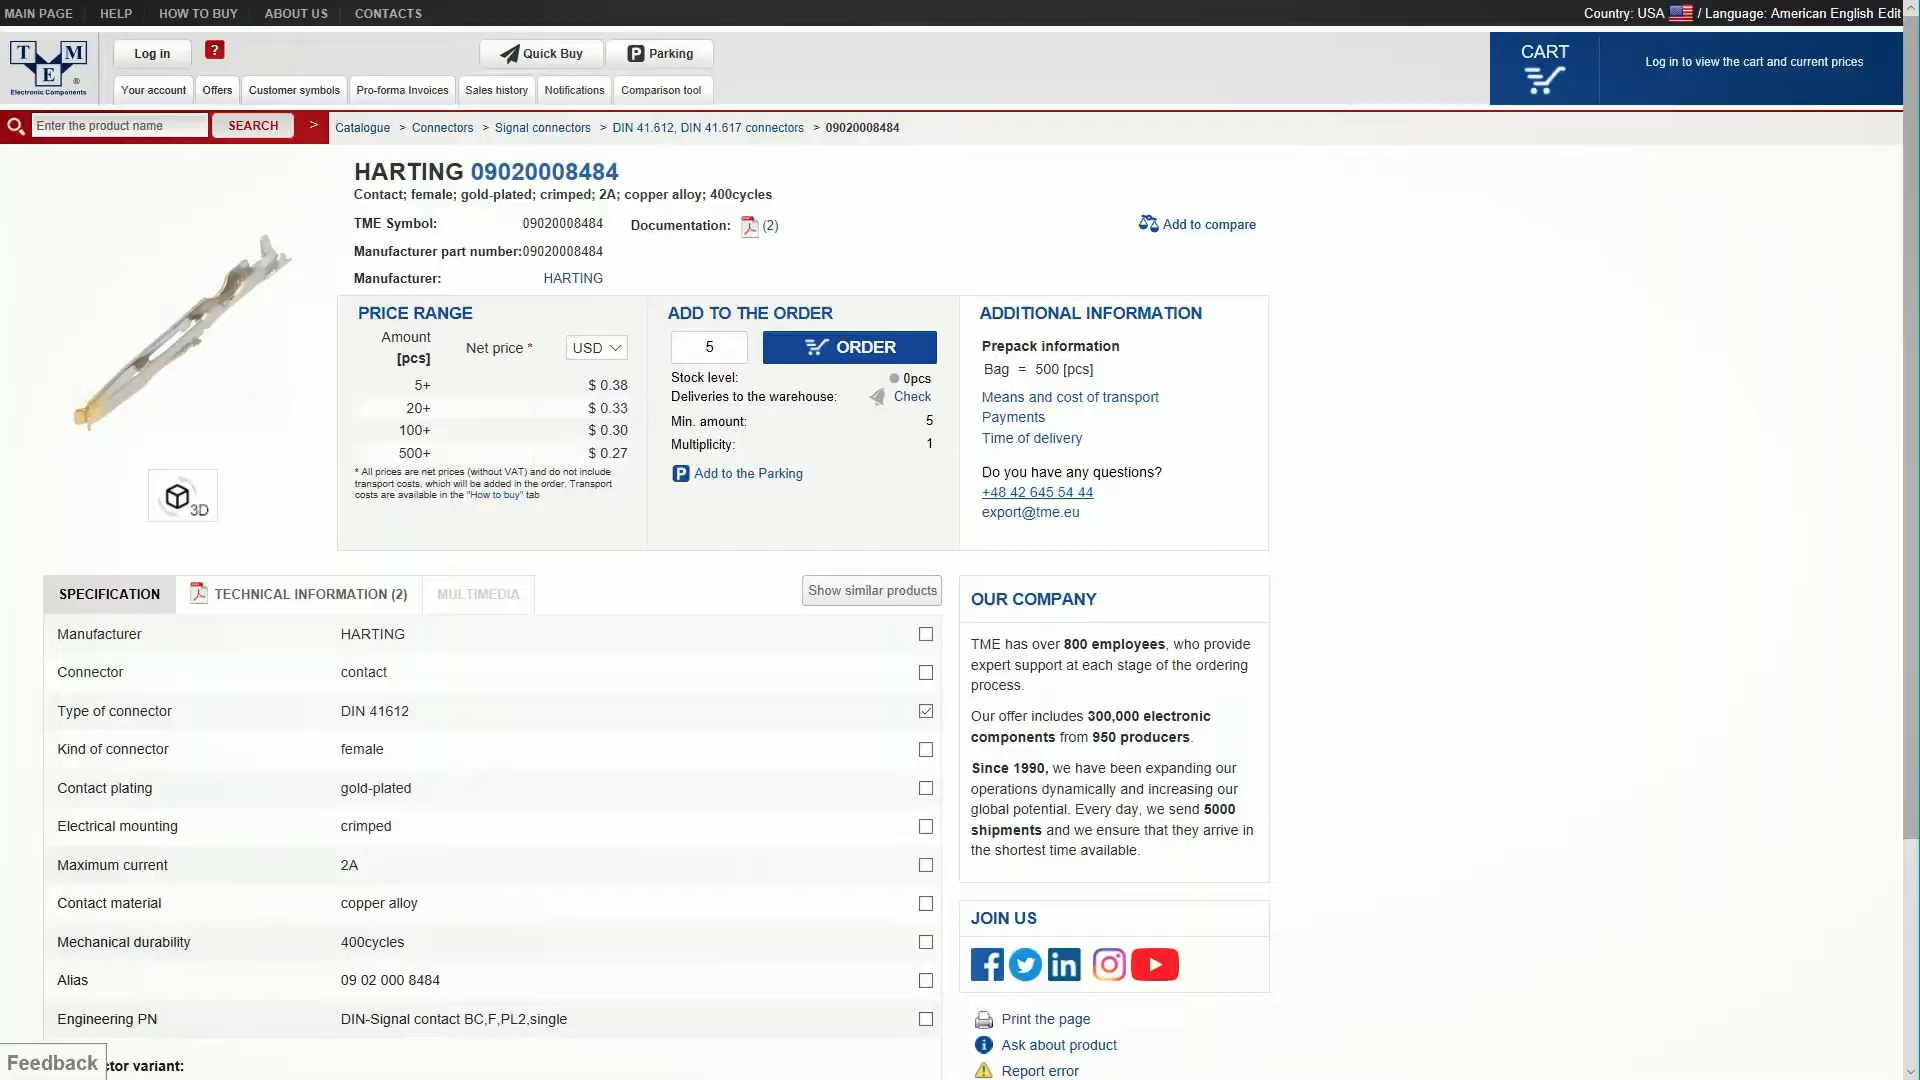 MAIN PAGE HELP HOW TO BUY ABOUT US CONTACTS
Country: USA / Language: American English Edit
T M E ®
Electronic Components
Log in ? Quick Buy P Parking
Your account Offers Customer symbols Pro-forma Invoices Sales history Notifications Comparison tool
CART
Log in to view the cart and current prices
Enter the product name SEARCH > Catalogue > Connectors > Signal connectors > DIN 41.612, DIN 41.617 connectors > 09020008484
HARTING 09020008484
Contact; female; gold-plated; crimped; 2A; copper alloy; 400cycles
TME Symbol: 09020008484 Documentation: (2)
Add to compare
Manufacturer part number:09020008484
Manufacturer: HARTING
3D
PRICE RANGE
Amount
[pcs]
Net price * USD
5+ $ 0.38
20+ $ 0.33
100+ $ 0.30
500+ $ 0.27
* All prices are net prices (without VAT) and do not include
transport costs, which will be added in the order. Transport
costs are available in the "How to buy" tab
ADD TO THE ORDER
5 ORDER
Stock level: 0pcs
Deliveries to the warehouse: Check
Min. amount: 5
Multiplicity: 1
P Add to the Parking
ADDITIONAL INFORMATION
Prepack information
Bag = 500 [pcs]
Means and cost of transport
Payments
Time of delivery
Do you have any questions?
+48 42 645 54 44
export@tme.eu
SPECIFICATION TECHNICAL INFORMATION (2) MULTIMEDIA Show similar products
Manufacturer HARTING
Connector contact
Type of connector DIN 41612
Kind of connector female
Contact plating gold-plated
Electrical mounting crimped
Maximum current 2A
Contact material copper alloy
Mechanical durability 400cycles
Alias 09 02 000 8484
Engineering PN DIN-Signal contact BC,F,PL2,single
Feedback
tor variant:
OUR COMPANY
TME has over 800 employees, who provide
expert support at each stage of the ordering
process.
Our offer includes 300,000 electronic
components from 950 producers.
Since 1990, we have been expanding our
operations dynamically and increasing our
global potential. Every day, we send 5000
shipments and we ensure that they arrive in
the shortest time available.
JOIN US
Print the page
Ask about product
Report error